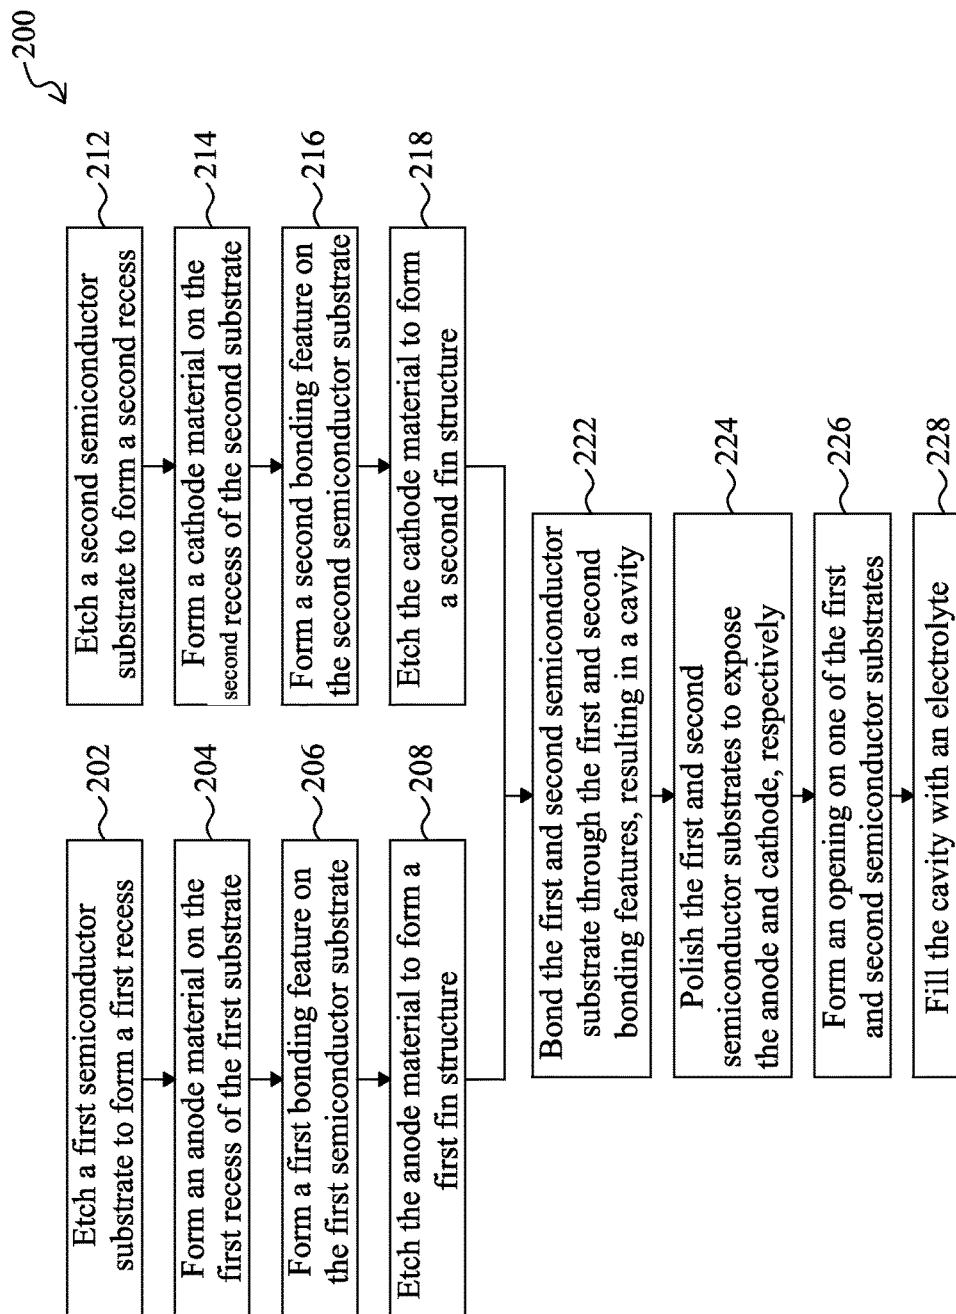 200
Etch a first semiconductor
substrate to form a first recess
202
Form an anode material on the
first recess of the first substrate
204
Form a first bonding feature on
the first semiconductor substrate
206
Etch the anode material to form a
first fin structure
208
Etch a second semiconductor
substrate to form a second recess
212
Form a cathode material on the
second recess of the second substrate
214
Form a second bonding feature on
the second semiconductor substrate
216
Etch the cathode material to form
a second fin structure
218
Bond the first and second semiconductor
substrate through the first and second
bonding features, resulting in a cavity
222
Polish the first and second
semiconductor substrates to expose
the anode and cathode, respectively
224
Form an opening on one of the first
and second semiconductor substrates
226
Fill the cavity with an electrolyte
228